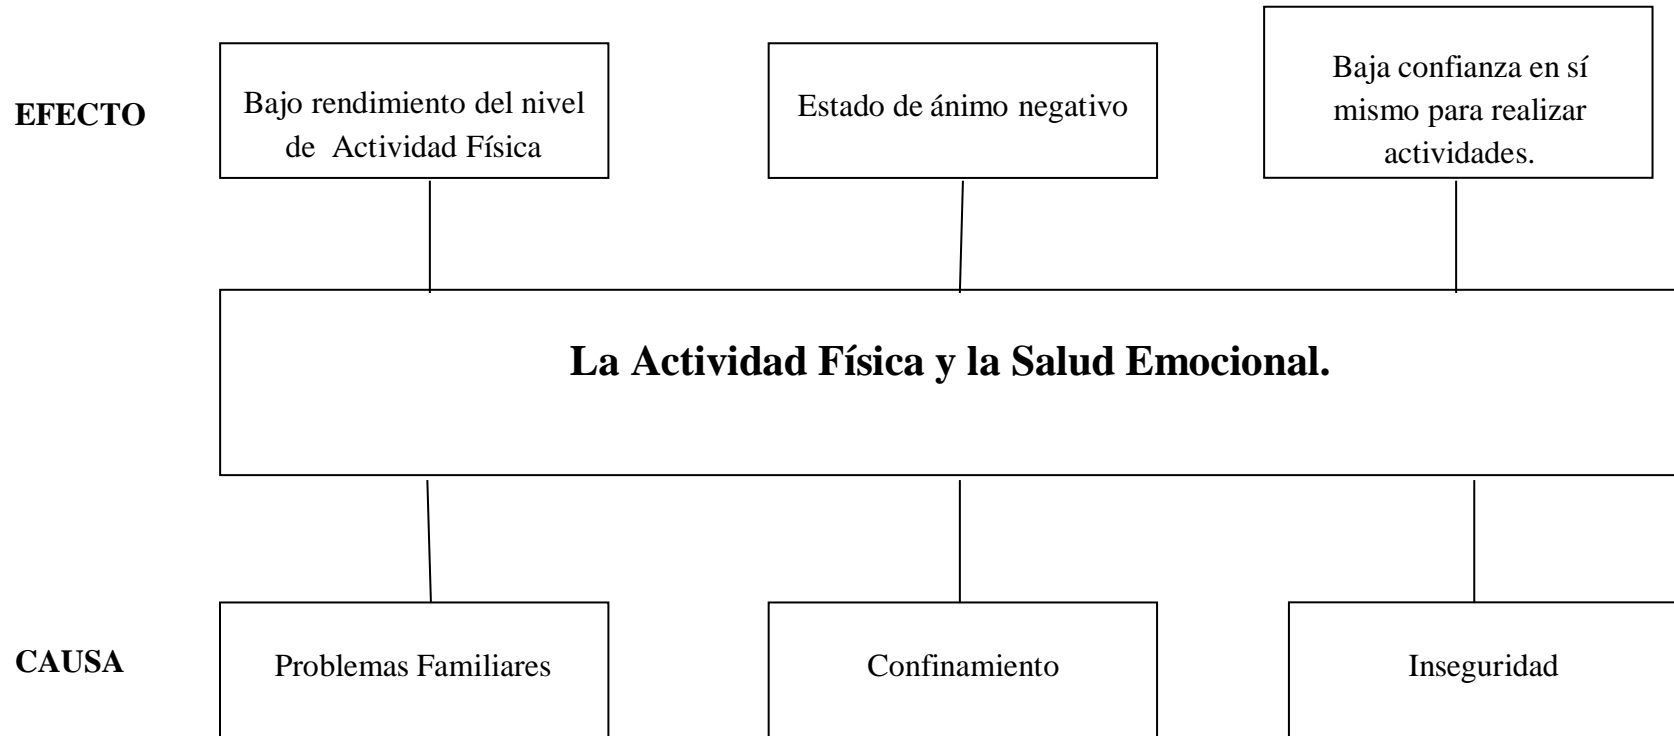 EFECTO
Bajo rendimiento del nivel
de Actividad Física
Estado de ánimo negativo
Baja confianza en sí
mismo para realizar
actividades.
La Actividad Física y la Salud Emocional.
CAUSA
Problemas Familiares
Confinamiento
Inseguridad